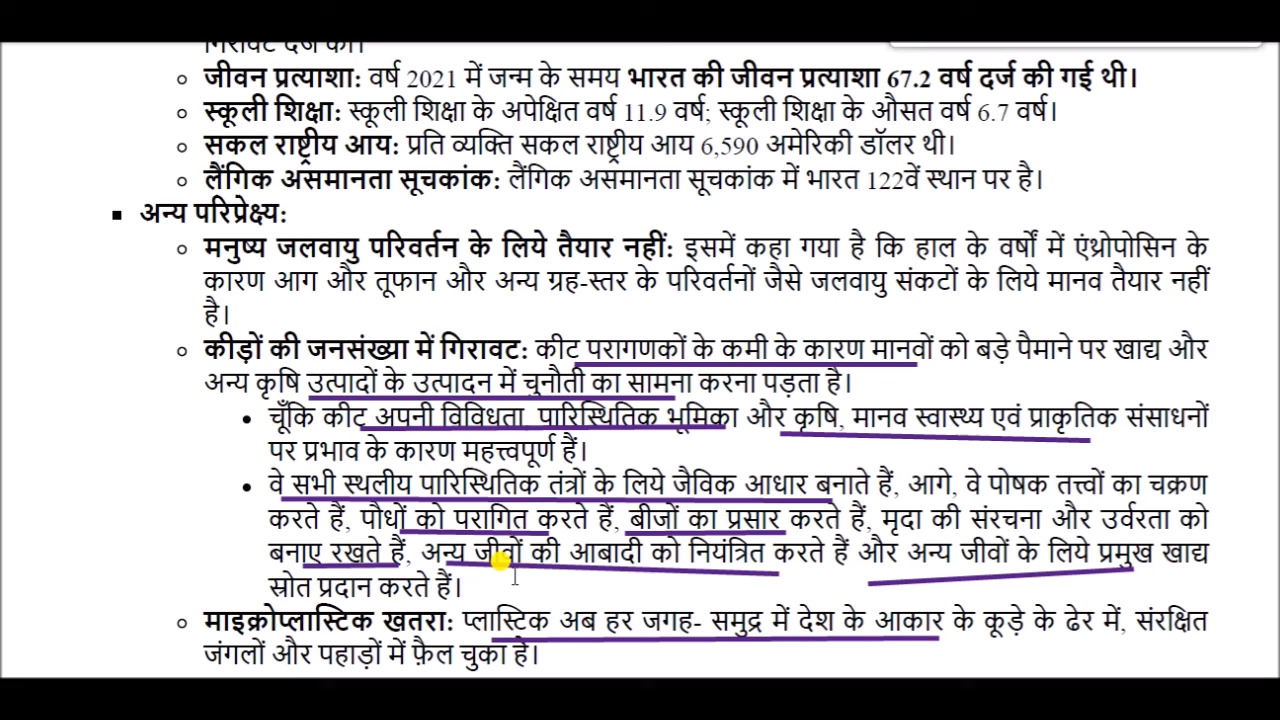 गिरावट दर्ज की।
○ जीवन प्रत्याशा: वर्ष 2021 में जन्म के समय भारत की जीवन प्रत्याशा 67.2 वर्ष दर्ज की गई थी।
○ स्कूली शिक्षा: स्कूली शिक्षा के अपेक्षित वर्ष 11.9 वर्ष; स्कूली शिक्षा के औसत वर्ष 6.7 वर्ष।
○ सकल राष्ट्रीय आय: प्रति व्यक्ति सकल राष्ट्रीय आय 6,590 अमेरिकी डॉलर थी।
○ लैंगिक असमानता सूचकांक: लैंगिक असमानता सूचकांक में भारत 122वें स्थान पर है।
▪ अन्य परिप्रेक्ष्य:
○ मनुष्य जलवायु परिवर्तन के लिये तैयार नहीं: इसमें कहा गया है कि हाल के वर्षों में एंथ्रोपोसिन के
कारण आग और तूफान और अन्य ग्रह-स्तर के परिवर्तनों जैसे जलवायु संकटों के लिये मानव तैयार नहीं
है।
○ कीड़ों की जनसंख्या में गिरावट: कीट परागणकों के कमी के कारण मानवों को बड़े पैमाने पर खाद्य और
अन्य कृषि उत्पादों के उत्पादन में चुनौती का सामना करना पड़ता है।
• चूँकि कीट अपनी विविधता, पारिस्थितिक भूमिका और कृषि, मानव स्वास्थ्य एवं प्राकृतिक संसाधनों
पर प्रभाव के कारण महत्त्वपूर्ण हैं।
• वे सभी स्थलीय पारिस्थितिक तंत्रों के लिये जैविक आधार बनाते हैं, आगे, वे पोषक तत्त्वों का चक्रण
करते हैं, पौधों को परागित करते हैं, बीजों का प्रसार करते हैं, मृदा की संरचना और उर्वरता को
बनाए रखते हैं, अन्य जीवों की आबादी को नियंत्रित करते हैं और अन्य जीवों के लिये प्रमुख खाद्य
स्रोत प्रदान करते हैं।
○ माइक्रोप्लास्टिक खतरा: प्लास्टिक अब हर जगह- समुद्र में देश के आकार के कूड़े के ढेर में, संरक्षित
जंगलों और पहाड़ों में फ़ैल चुका है।